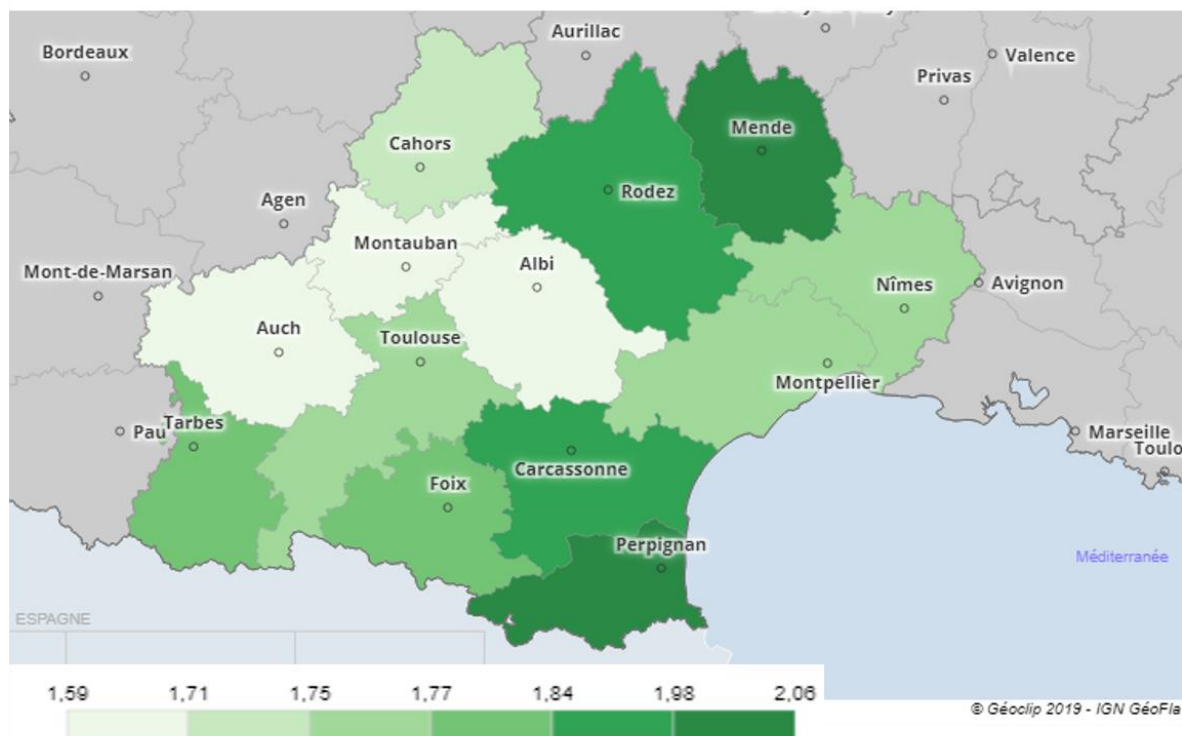 Aurillac
Bordeaux
Valence
Privas
Mende
Cahors
Rodez
Agen
Montauban
Albi
Mont-de-Marsan
Nîmes
Avignon
Auch
Toulouse
Montpellier
Pau
Tarbes
Marseille
Toulo
Carcassonne
Foix
Perpignan
Méditerranée
ESPAGNE
1,59 1,71 1,75 1,77 1,84 1,98 2,06
© Géoclip 2019 - IGN GéoFla